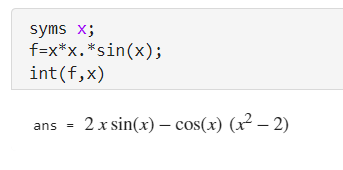 syms x;
f=x*x.*sin(x);
int(f,x)
ans = 2 x sin(x) − cos(x) (x² − 2)